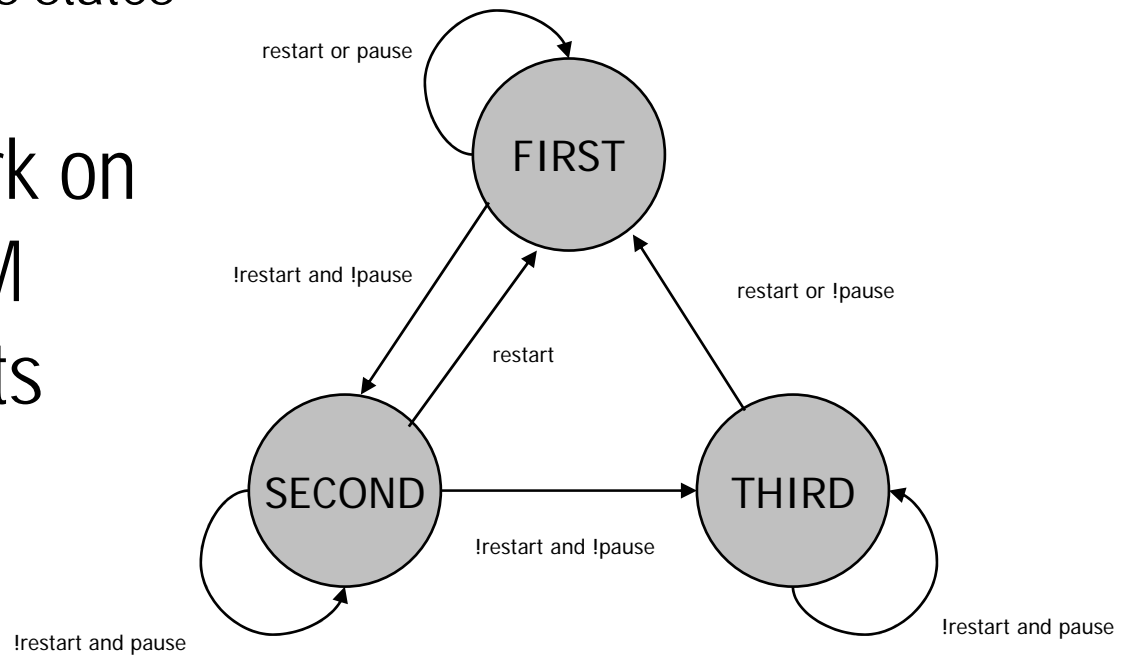 restart or pause
FIRST
rk on
!restart and !pause
restart or !pause
restart
ts
SECOND
THIRD
!restart and !pause
!restart and pause
!restart and pause